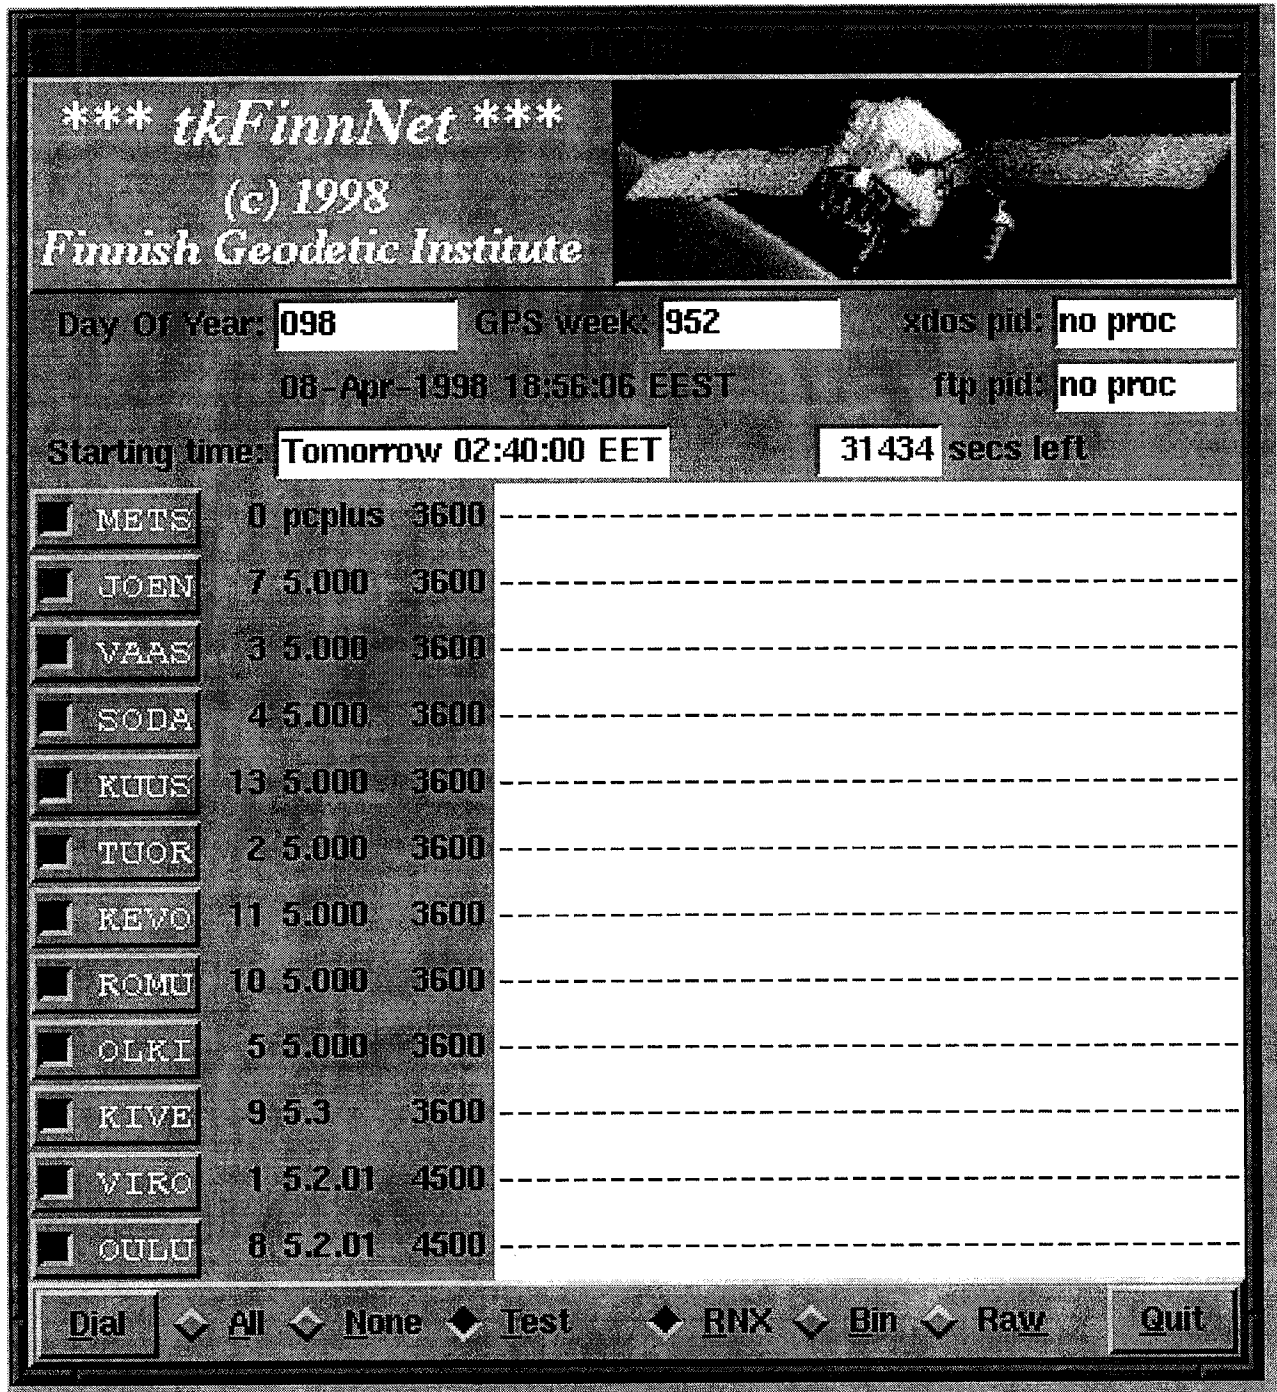 *** tkFinnNet ***
(c) 1998
Finnish Geodetic Institute
Day Of Year: 098 GPS week: 952 xdos pid: no proc
08-Apr-1998 18:56:06 EEST ftp pid: no proc
Starting time: Tomorrow 02:40:00 EET 31434 secs left
METS 0 pcplus 3600
JOEN 7 5.000 3600
VAAS 3 5.000 3600
SODA 4 5.000 3600
KUUS 13 5.000 3600
TUOR 2 5.000 3600
KEVO 11 5.000 3600
ROMU 10 5.000 3600
OLKI 5 5.000 3600
KIVE 9 5.3 3600
VIRO 1 5.2.01 4500
OULU 8 5.2.01 4500
Dial All None Test RNX Bin Raw Quit